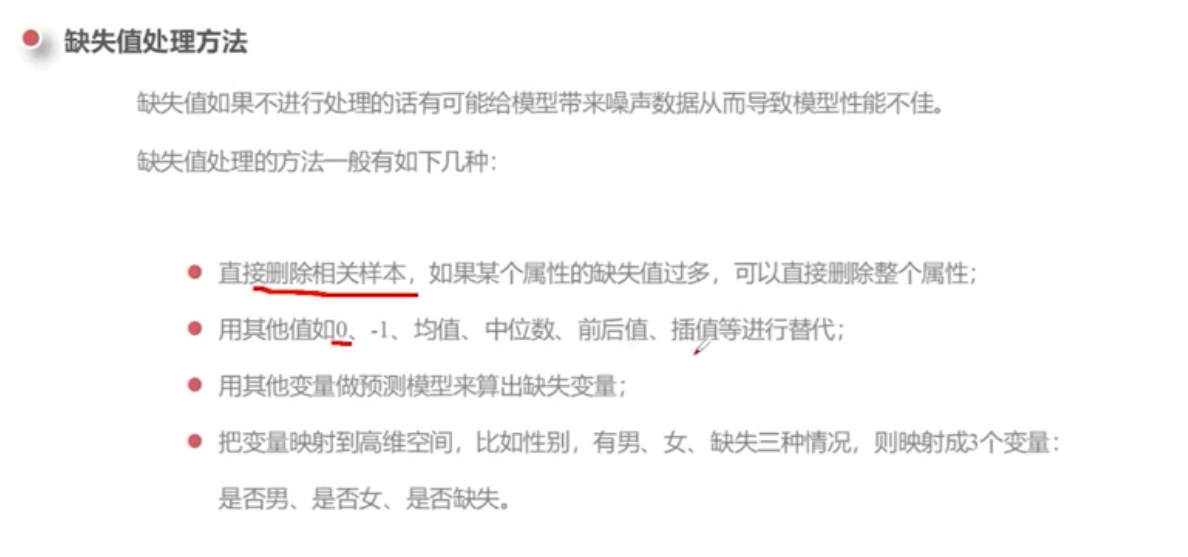 缺失值处理方法
缺失值如果不进行处理的话有可能给模型带来噪声数据从而导致模型性能不佳。
缺失值处理的方法一般有如下几种：
直接删除相关样本，如果某个属性的缺失值过多，可以直接删除整个属性；
用其他值如0、-1、均值、中位数、前后值、插值等进行替代；
用其他变量做预测模型来算出缺失变量；
把变量映射到高维空间，比如性别，有男、女、缺失三种情况，则映射成3个变量：
是否男、是否女、是否缺失。